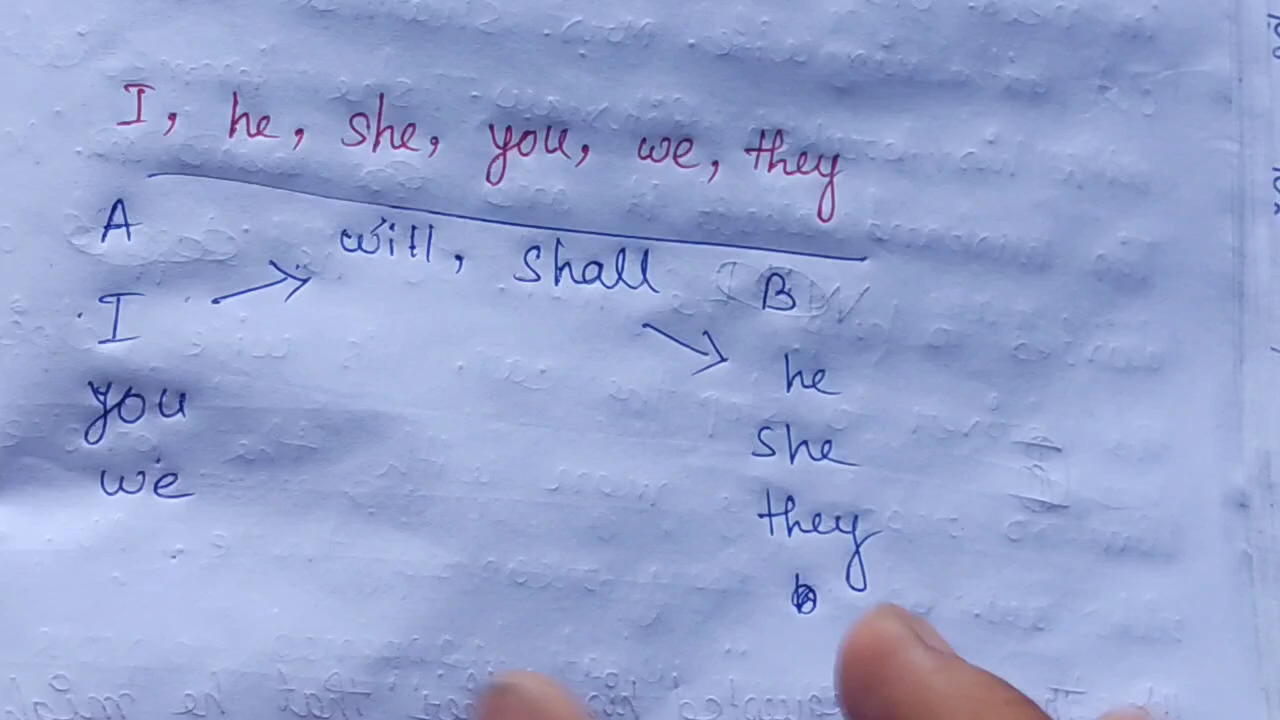 I, he, she, you, we, they
A will, shall B
I he
you she
we they